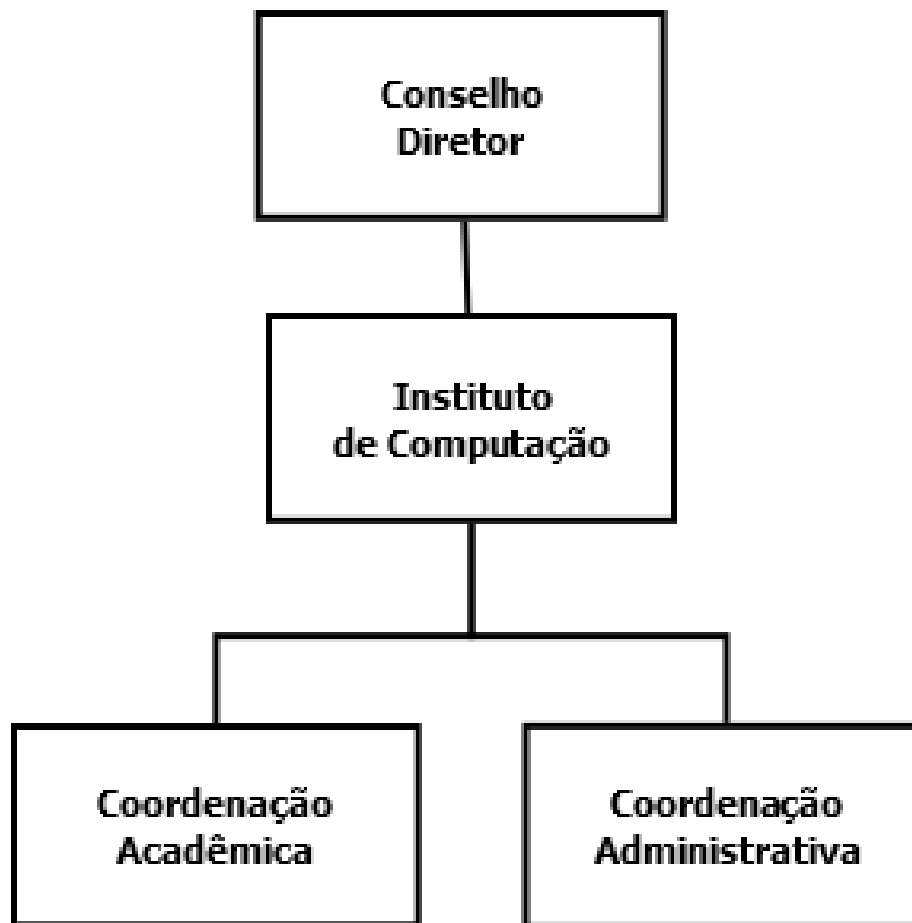 Conselho
Diretor
Instituto
de Computação
Coordenação
Acadêmica
Coordenação
Administrativa